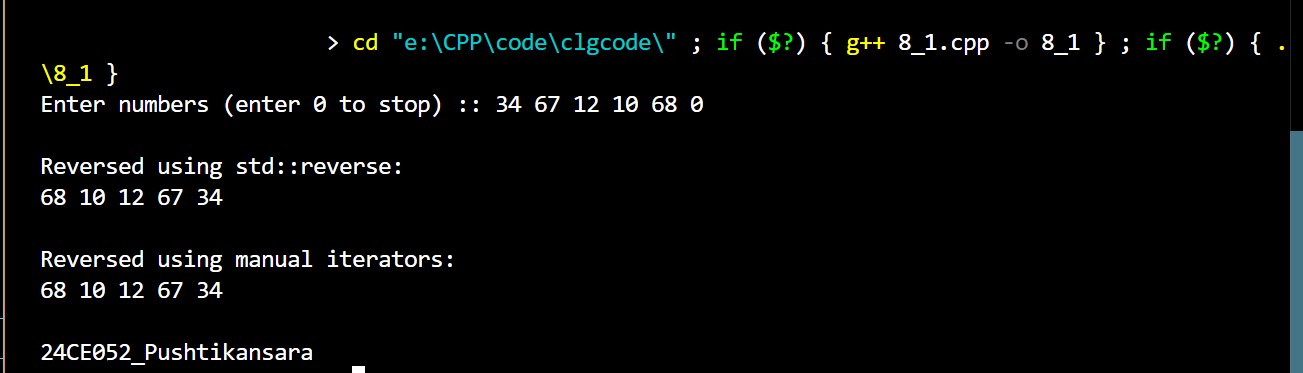 > cd "e:\CPP\code\clgcode\" ; if ($?) { g++ 8_1.cpp -o 8_1 } ; if ($?) { .
\8_1 }
Enter numbers (enter 0 to stop) :: 34 67 12 10 68 0
Reversed using std::reverse:
68 10 12 67 34
Reversed using manual iterators:
68 10 12 67 34
24CE052_Pushtikansara